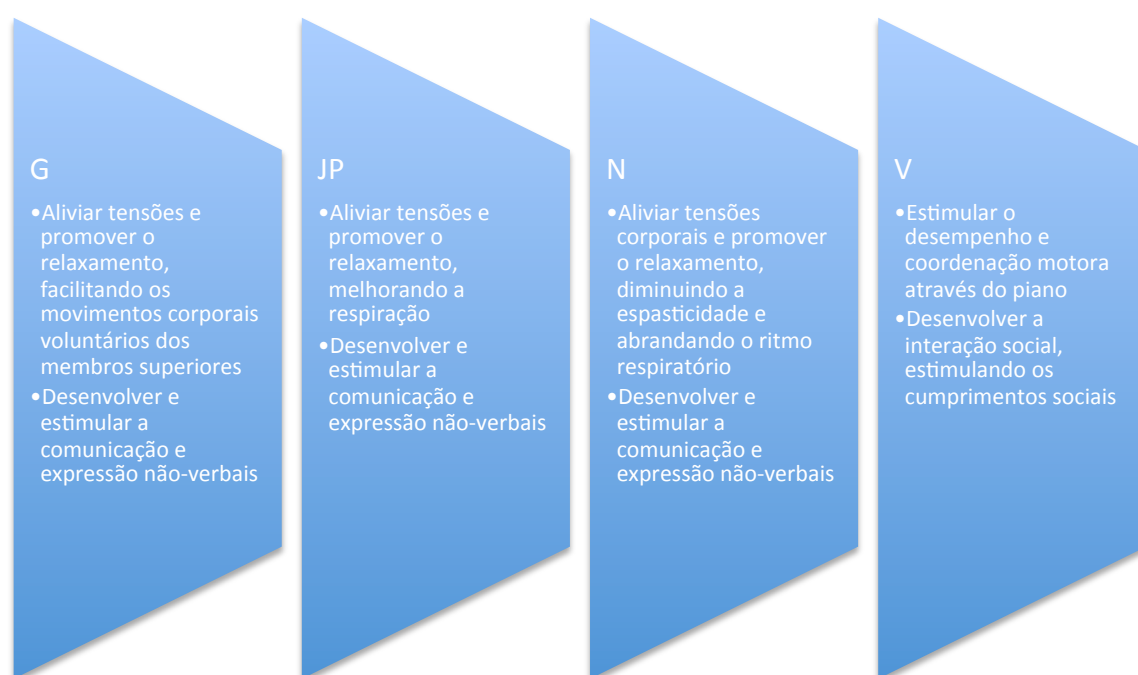 G
•Aliviar tensões e
promover o
relaxamento,
facilitando os
movimentos corporais
voluntários dos
membros superiores
•Desenvolver e
estimular a
comunicação e
expressão não-verbais
JP
•Aliviar tensões e
promover o
relaxamento,
melhorando a
respiração
•Desenvolver e
estimular a
comunicação e
expressão não-verbais
N
•Aliviar tensões
corporais e promover
o relaxamento,
diminuindo a
espasticidade e
abrandando o ritmo
respiratório
•Desenvolver e
estimular a
comunicação e
expressão não-verbais
V
•Estimular o
desempenho e
coordenação motora
através do piano
•Desenvolver a
interação social,
estimulando os
cumprimentos sociais